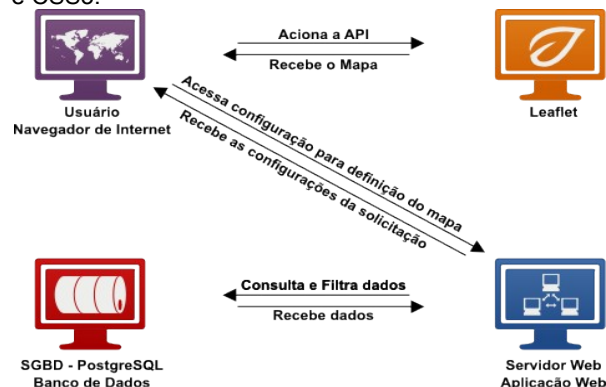 e CSS3.
Aciona a API
Recebe o Mapa
Usuário
Navegador de Internet
Leaflet
Acessa configuração para definição do mapa
Recebe as configurações da solicitação
Consulta e Filtra dados
Recebe dados
SGBD - PostgreSQL
Banco de Dados
Servidor Web
Aplicação Web